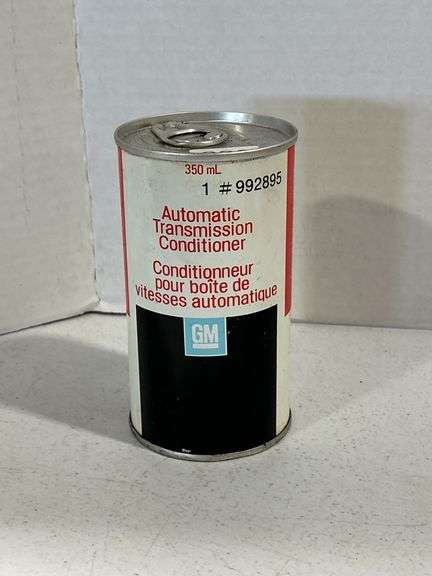 350 mL
1 # 992895
Automatic
Transmission
Conditioner
Conditionneur
pour boîte de
vitesses automatique
GM